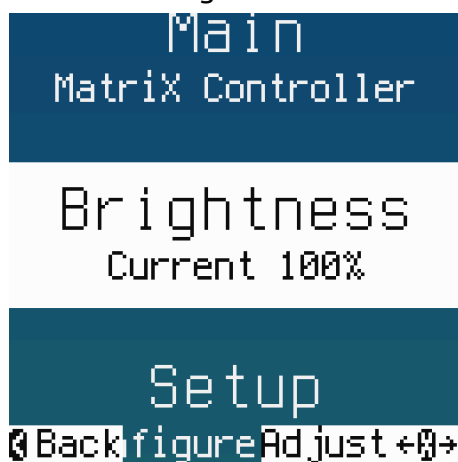 Main
MatriX Controller
Brightness
Current 100%
Setup
Back figure Adjust ←→